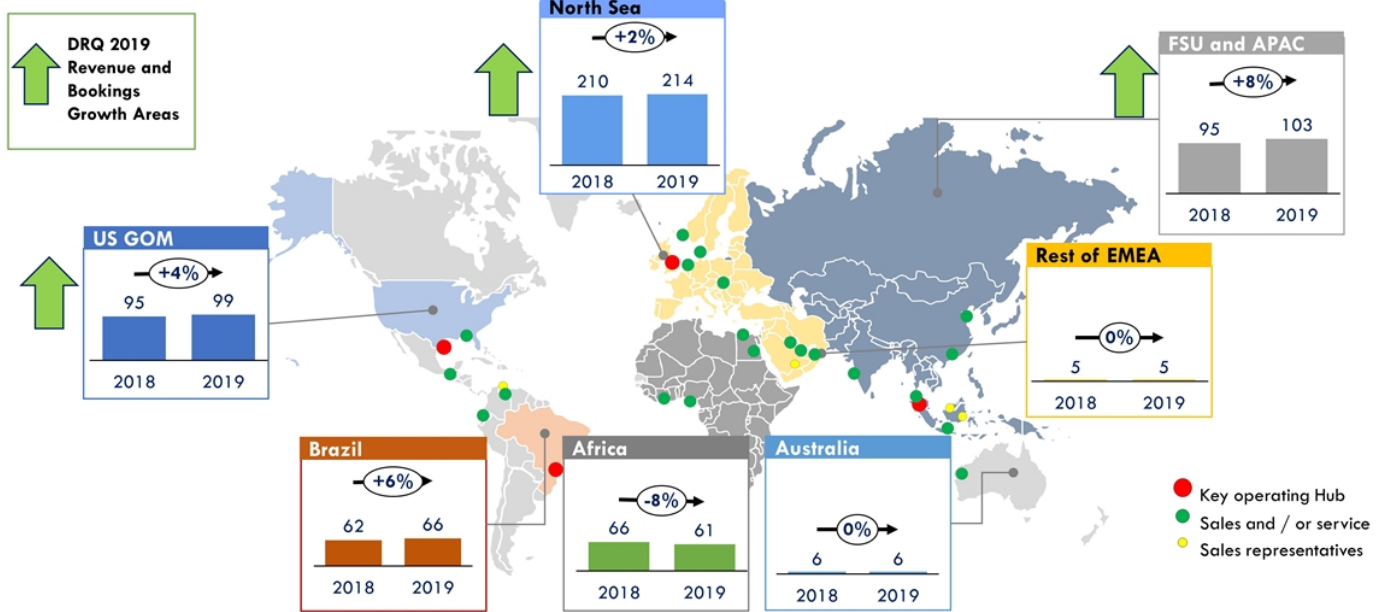 DRQ 2019
Revenue and
Bookings
Growth Areas
North Sea
+2%
210 214
2018 2019
FSU and APAC
+8%
95 103
2018 2019
US GOM
+4%
95 99
2018 2019
Rest of EMEA
0%
5 5
2018 2019
Brazil
+6%
62 66
2018 2019
Africa
-8%
66 61
2018 2019
Australia
0%
6 6
2018 2019
Key operating Hub
Sales and / or service
Sales representatives